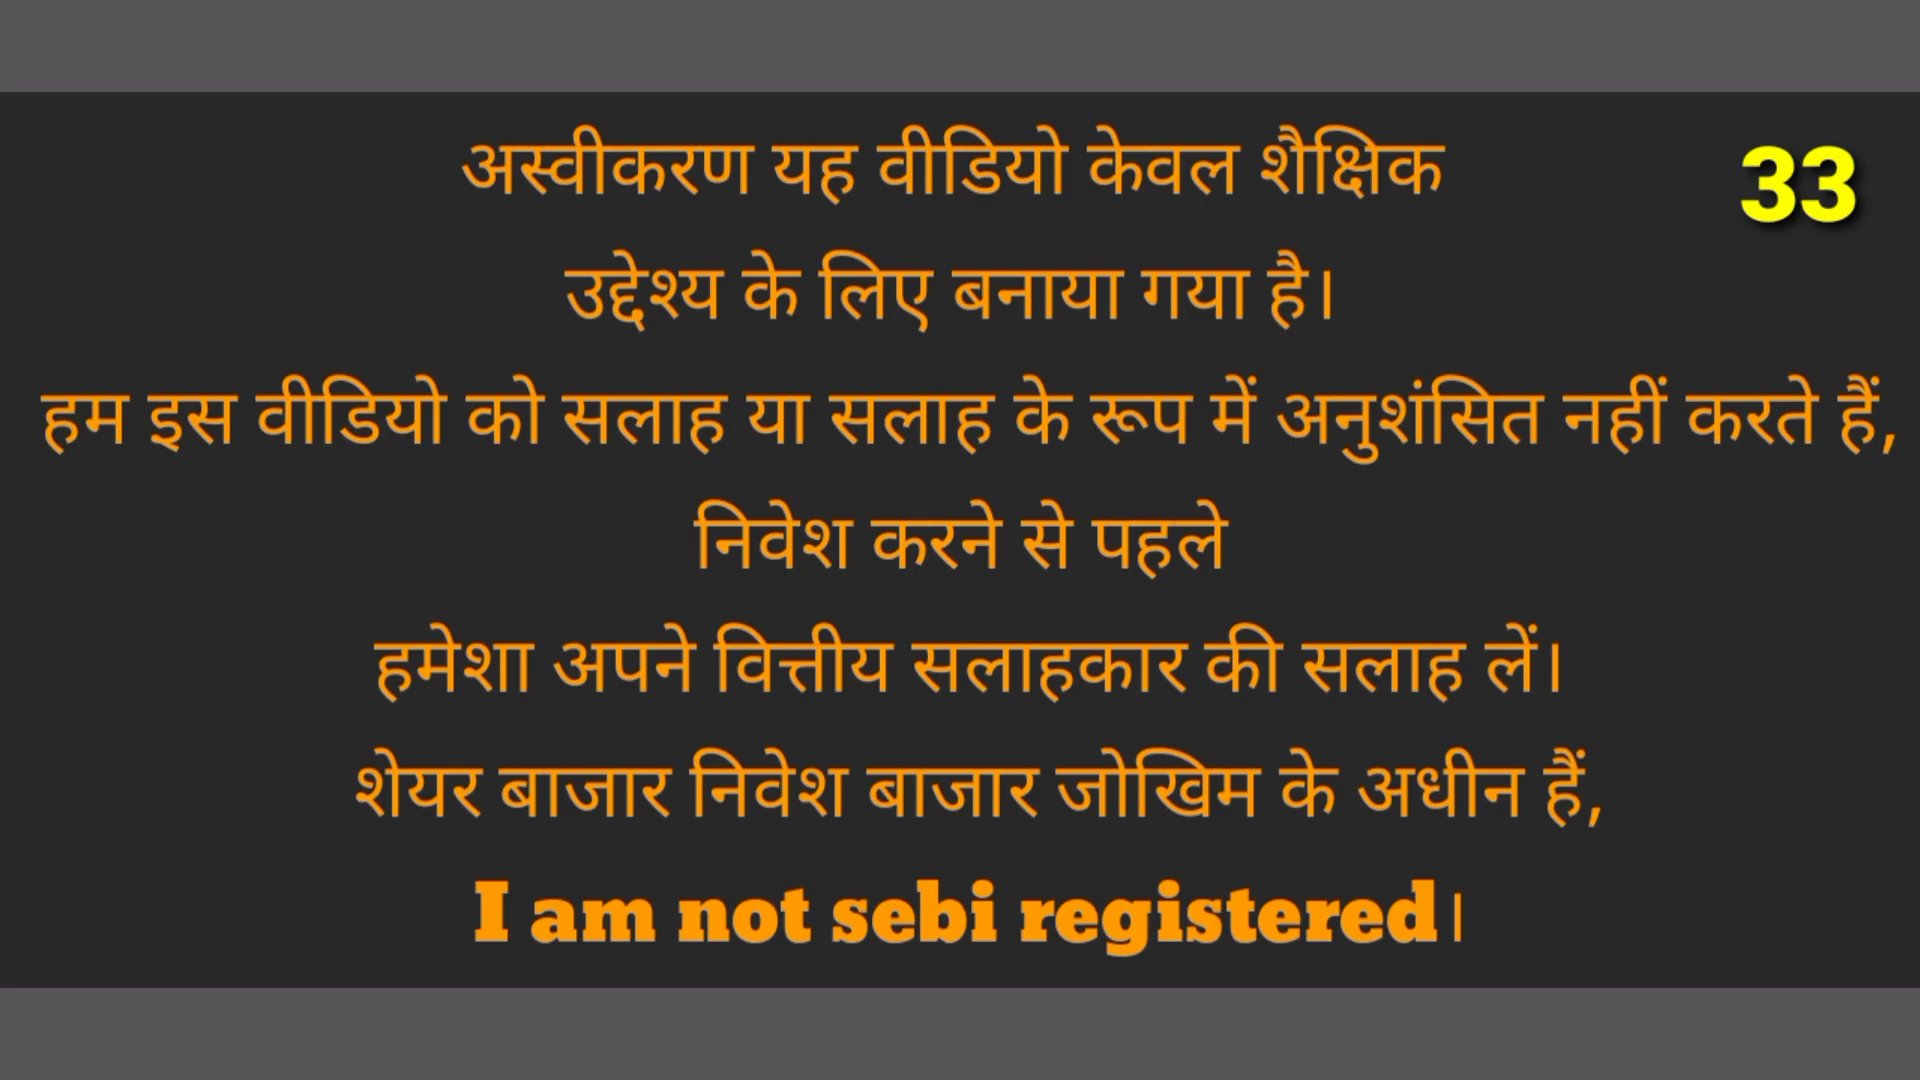 अस्वीकरण यह वीडियो केवल शैक्षिक
33
उद्देश्य के लिए बनाया गया है।
हम इस वीडियो को सलाह या सलाह के रूप में अनुशंसित नहीं करते हैं,
निवेश करने से पहले
हमेशा अपने वित्तीय सलाहकार की सलाह लें।
शेयर बाजार निवेश बाजार जोखिम के अधीन हैं,
I am not sebi registered।